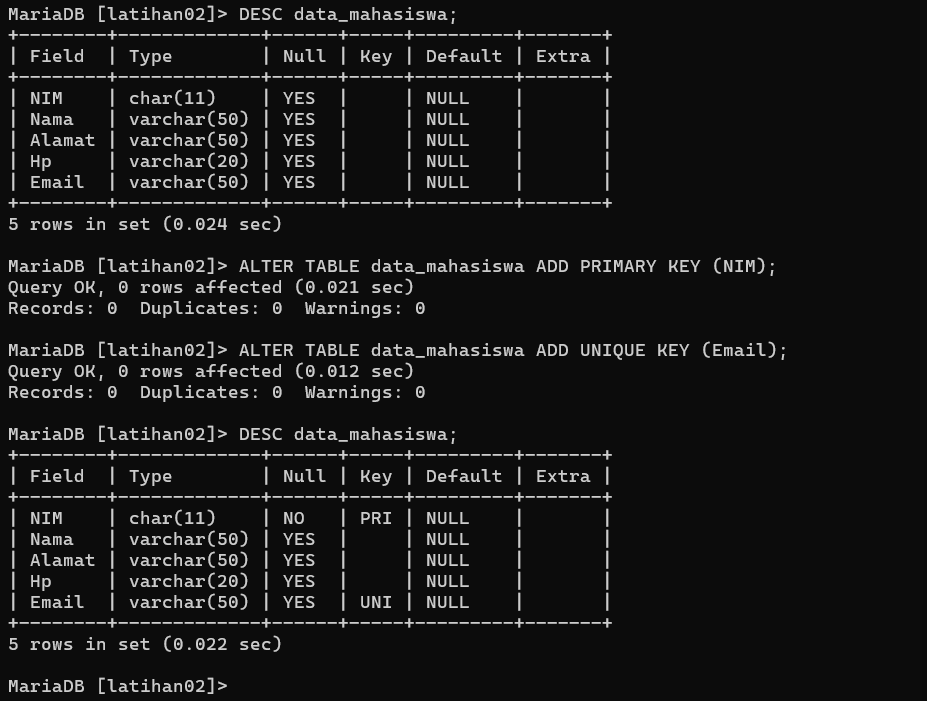 MariaDB [latihan02]> DESC data_mahasiswa;
+--------+-------------+------+-----+---------+-------+
| Field  | Type        | Null | Key | Default | Extra |
+--------+-------------+------+-----+---------+-------+
| NIM    | char(11)    | YES  |     | NULL    |       |
| Nama   | varchar(50) | YES  |     | NULL    |       |
| Alamat | varchar(50) | YES  |     | NULL    |       |
| Hp     | varchar(20) | YES  |     | NULL    |       |
| Email  | varchar(50) | YES  |     | NULL    |       |
+--------+-------------+------+-----+---------+-------+
5 rows in set (0.024 sec)

MariaDB [latihan02]> ALTER TABLE data_mahasiswa ADD PRIMARY KEY (NIM);
Query OK, 0 rows affected (0.021 sec)
Records: 0  Duplicates: 0  Warnings: 0

MariaDB [latihan02]> ALTER TABLE data_mahasiswa ADD UNIQUE KEY (Email);
Query OK, 0 rows affected (0.012 sec)
Records: 0  Duplicates: 0  Warnings: 0

MariaDB [latihan02]> DESC data_mahasiswa;
+--------+-------------+------+-----+---------+-------+
| Field  | Type        | Null | Key | Default | Extra |
+--------+-------------+------+-----+---------+-------+
| NIM    | char(11)    | NO   | PRI | NULL    |       |
| Nama   | varchar(50) | YES  |     | NULL    |       |
| Alamat | varchar(50) | YES  |     | NULL    |       |
| Hp     | varchar(20) | YES  |     | NULL    |       |
| Email  | varchar(50) | YES  | UNI | NULL    |       |
+--------+-------------+------+-----+---------+-------+
5 rows in set (0.022 sec)

MariaDB [latihan02]>